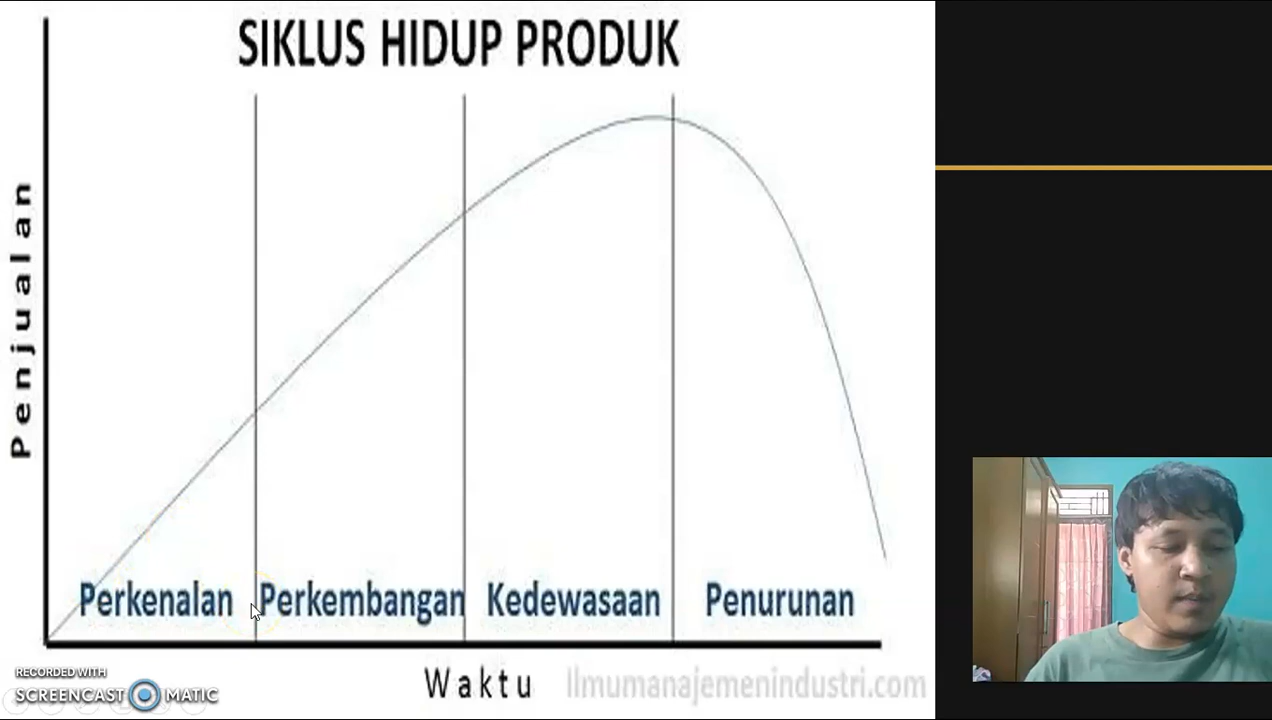 SIKLUS HIDUP PRODUK
Penjualan
Perkenalan Perkembangan Kedewasaan Penurunan
Waktu
Ilmumanajemenindustri.com
RECORDED WITH
SCREENCAST MATIC